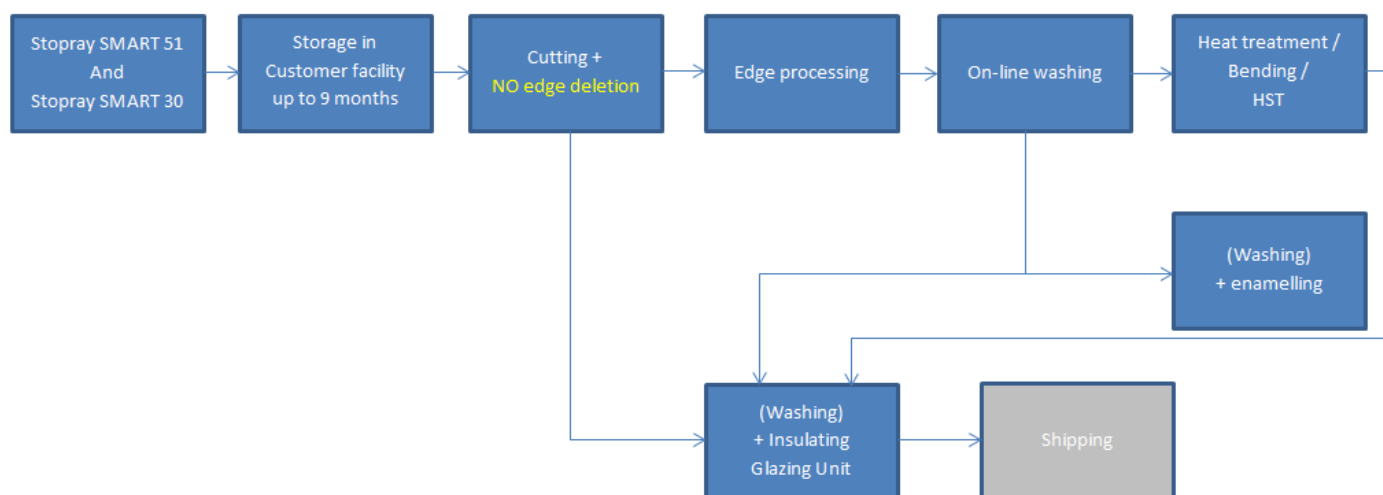 Stopray SMART 51
And
Stopray SMART 30
Storage in
Customer facility
up to 9 months
Cutting +
NO edge deletion
Edge processing
On-line washing
Heat treatment /
Bending /
HST
(Washing)
+ enamelling
(Washing)
+ Insulating
Glazing Unit
Shipping